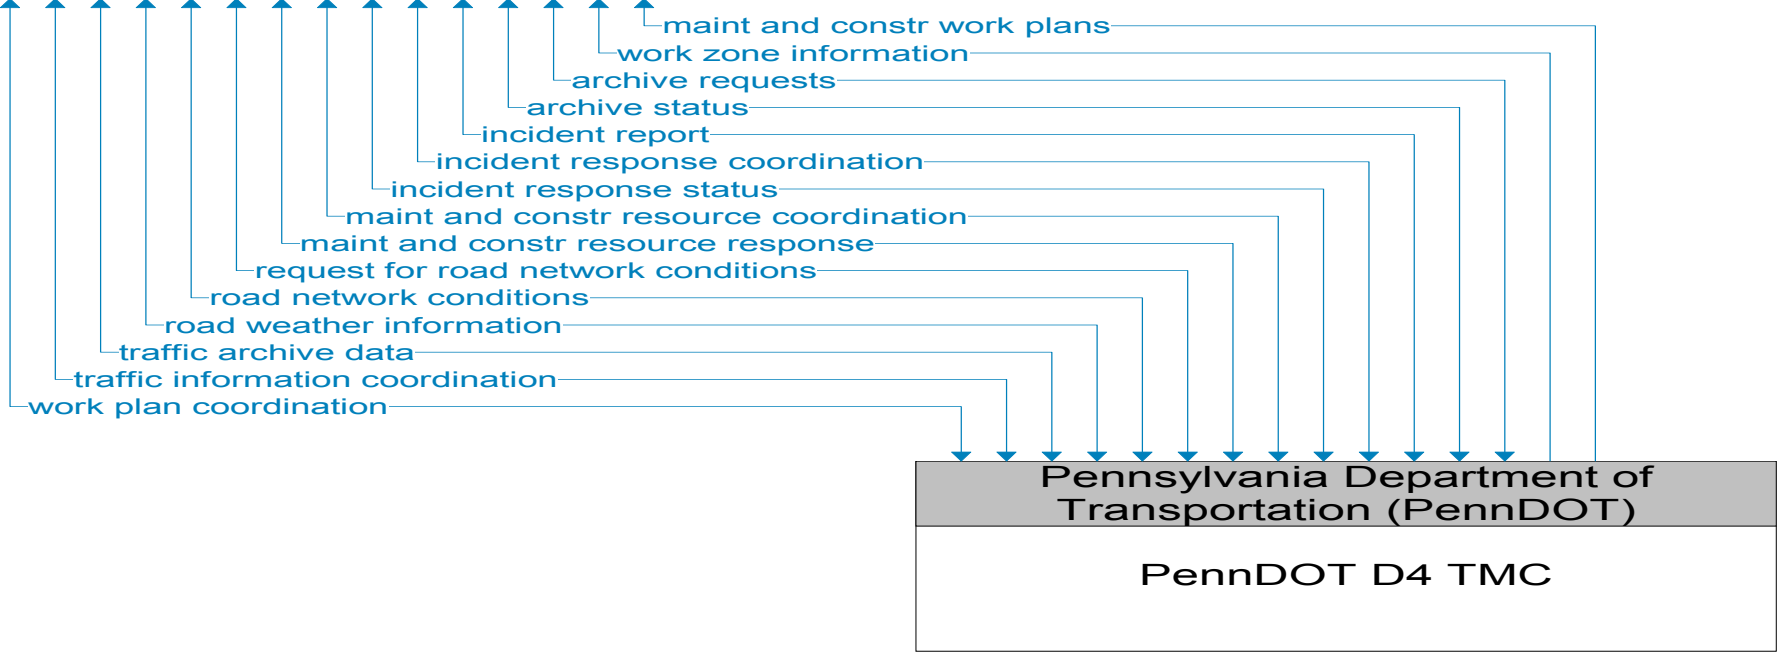 maint and constr work plans
work zone information
archive requests
archive status
incident report
incident response coordination
incident response status
maint and constr resource coordination
maint and constr resource response
request for road network conditions
road network conditions
road weather information
traffic archive data
traffic information coordination
work plan coordination
Pennsylvania Department of
Transportation (PennDOT)
PennDOT D4 TMC